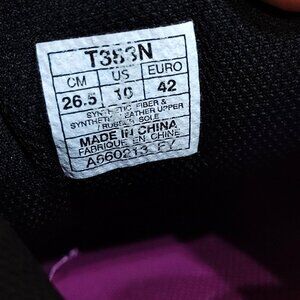 T353N
CM US EURO
26.5 10 42
SYNTHETIC FIBER &
SYNTHETIC LEATHER UPPER
RUBBER SOLE
MADE IN CHINA
FABRIQUE EN CHINE
A660213 FY